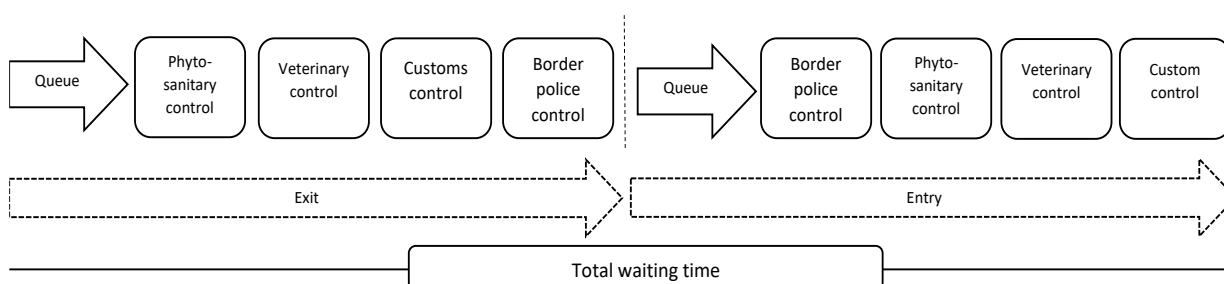 Queue
Phyto-
sanitary
control
Veterinary
control
Customs
control
Border
police
control
Queue
Border
police
control
Phyto-
sanitary
control
Veterinary
control
Custom
control
Exit
Entry
Total waiting time